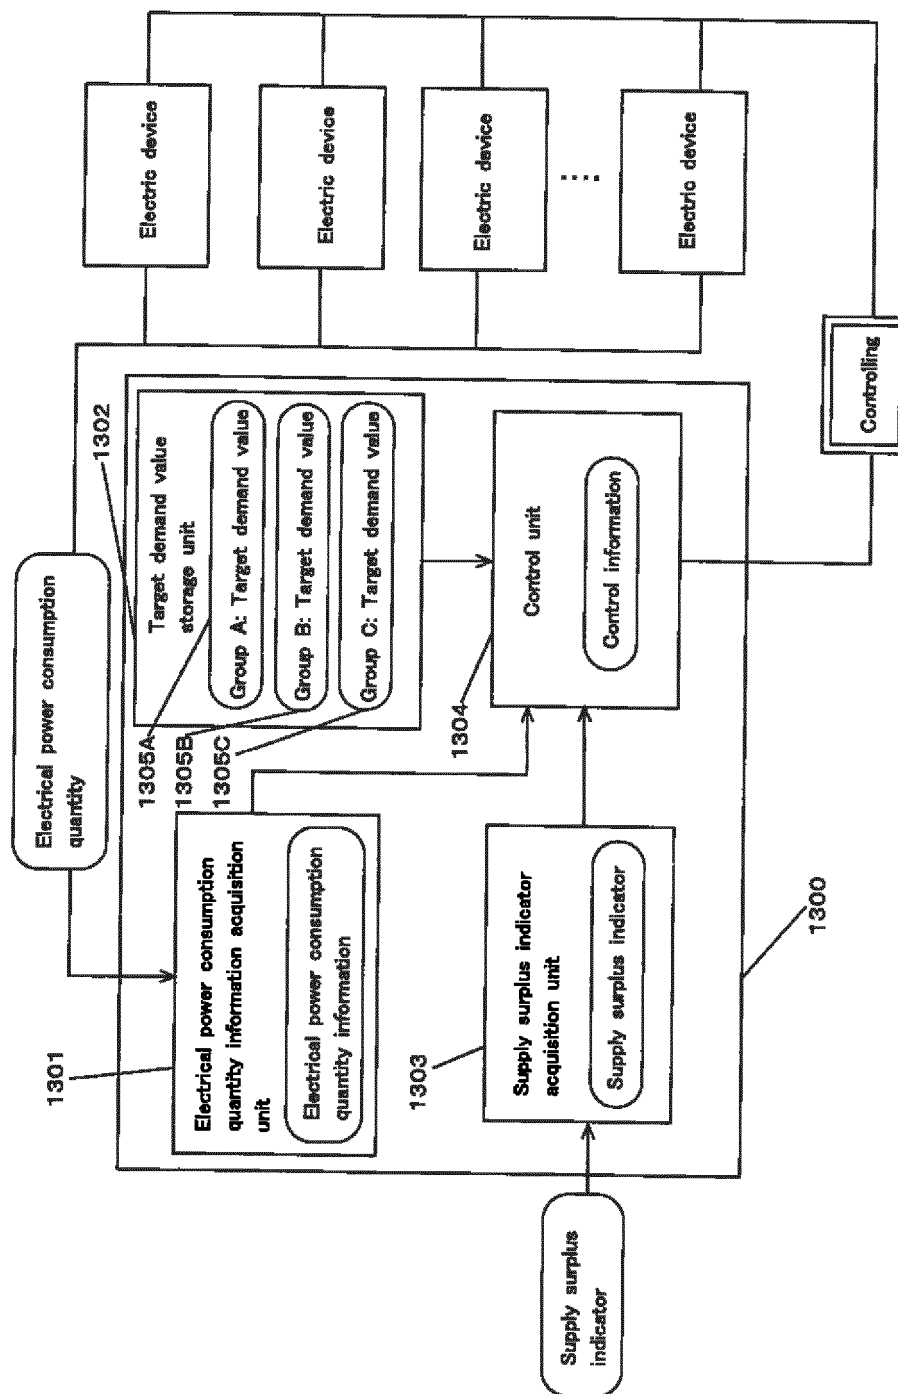 Electrical power consumption
quantity
1301
Electrical power consumption
quantity information acquisition
unit
Electrical power consumption
quantity information
1302
Target demand value
storage unit
1305A
Group A: Target demand value
1305B
Group B: Target demand value
1305C
Group C: Target demand value
Supply surplus
indicator
1303
Supply surplus indicator
acquisition unit
Supply surplus indicator
1304
Control unit
Control information
1300
Electric device
Electric device
Electric device
Electric device
Controlling